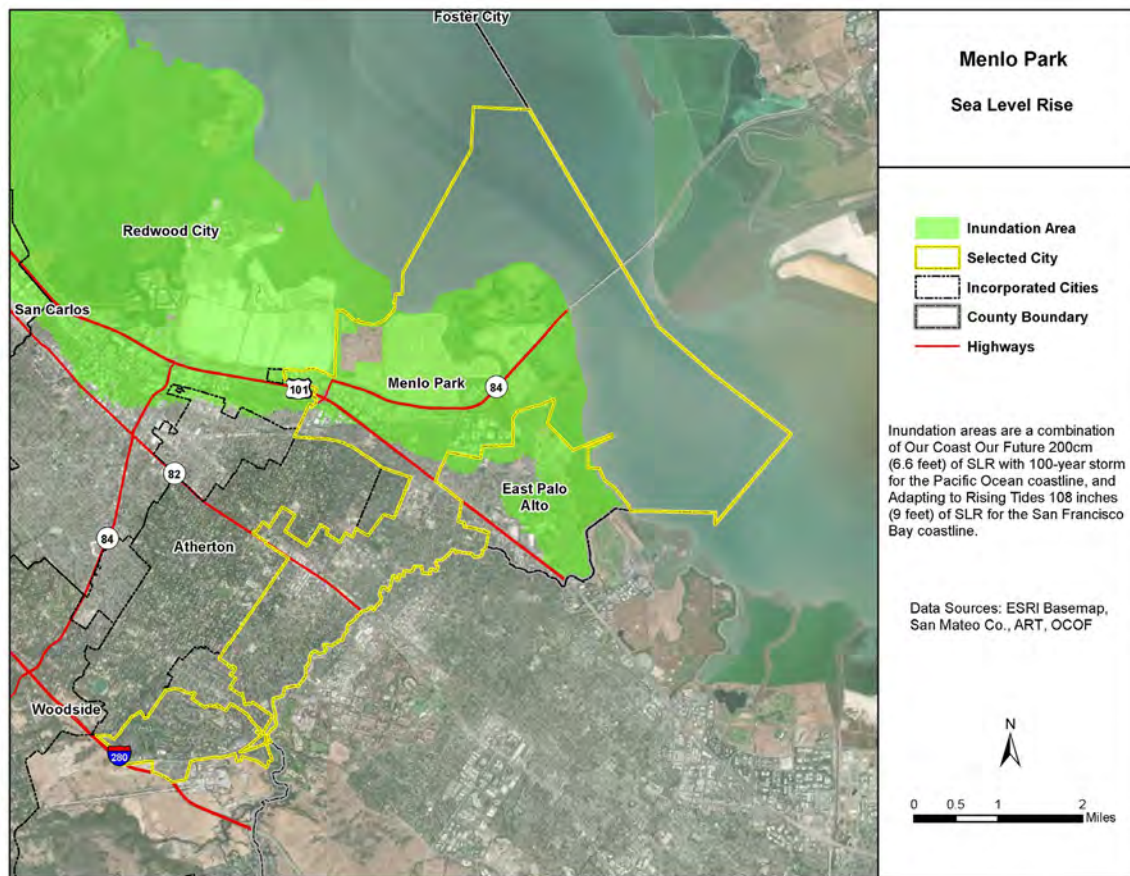 Foster City
Redwood City
San Carlos
101
Menlo Park
84
82
East Palo
Alto
84
Atherton
Woodside
280
Menlo Park
Sea Level Rise
Inundation Area
Selected City
Incorporated Cities
County Boundary
Highways
Inundation areas are a combination
of Our Coast Our Future 200cm
(6.6 feet) of SLR with 100-year storm
for the Pacific Ocean coastline, and
Adapting to Rising Tides 108 inches
(9 feet) of SLR for the San Francisco
Bay coastline.
Data Sources: ESRI Basemap,
San Mateo Co., ART, OCOF
N
0 0.5 1 2
Miles